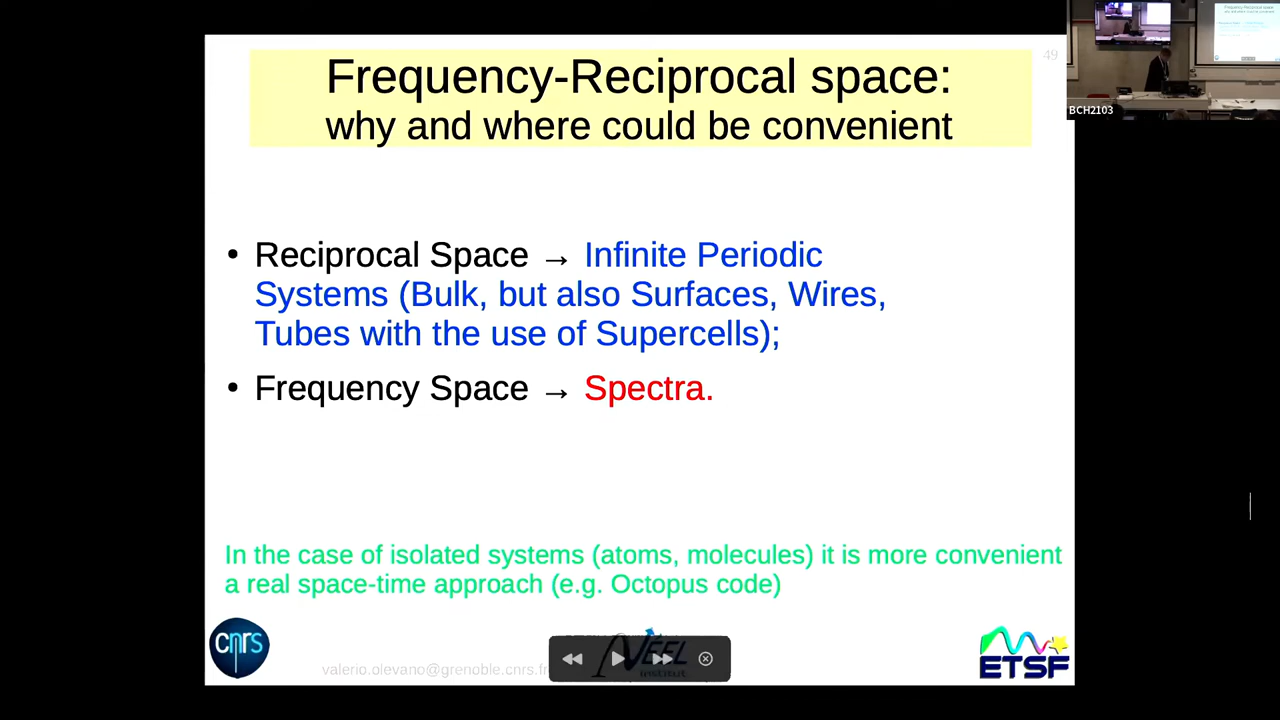 49
Frequency-Reciprocal space:
why and where could be convenient
BCH2103
• Reciprocal Space → Infinite Periodic
Systems (Bulk, but also Surfaces, Wires,
Tubes with the use of Supercells);
• Frequency Space → Spectra.
In the case of isolated systems (atoms, molecules) it is more convenient
a real space-time approach (e.g. Octopus code)
cnrs
valerio.olevano@grenoble.cnrs.fr
NÉEL
institut
ETSF